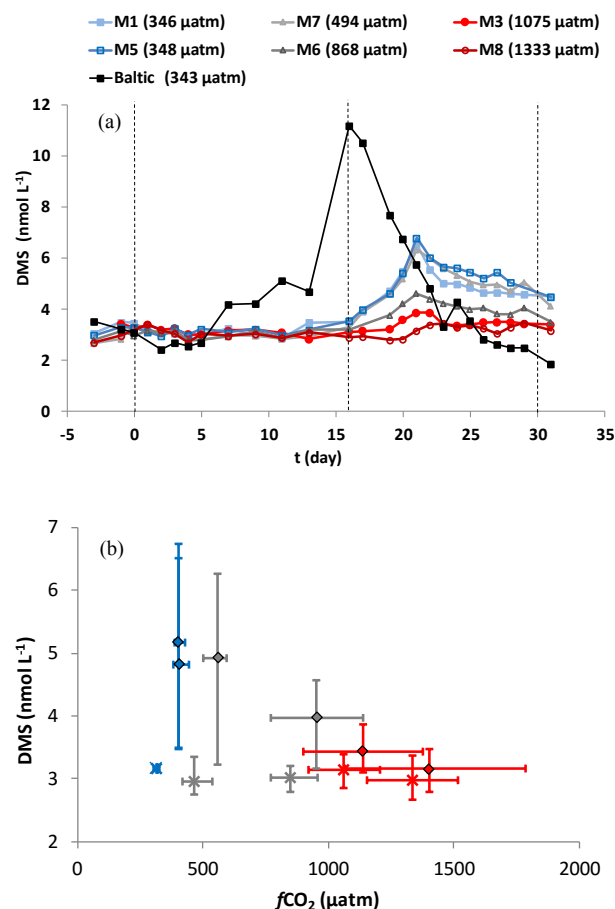 M1 (346 µatm) M7 (494 µatm) M3 (1075 µatm)
M5 (348 µatm) M6 (868 µatm) M8 (1333 µatm)
Baltic (343 µatm)
12
(a)
10
8
6
4
2
0
DMS (nmol L-1)
-5 0 5 10 15 20 25 30 35
t (day)
7
(b)
6
5
4
3
2
DMS (nmol L-1)
0 500 1000 1500 2000
fCO2 (µatm)